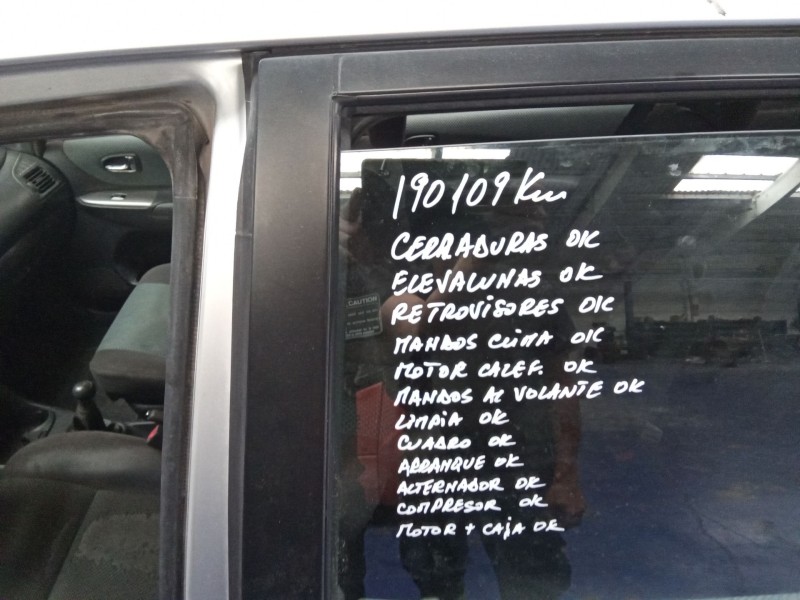 190109 Km
CERRADURAS OK
ELEVALUNAS OK
RETROVISORES OK
MANDOS CLIMA OK
MOTOR CALEF. OK
MANDOS AL VOLANTE OK
LIMPIA OK
CUADRO OK
ARRANQUE OK
ALTERNADOR OK
COMPRESOR OK
MOTOR + CAJA OK
CAUTION